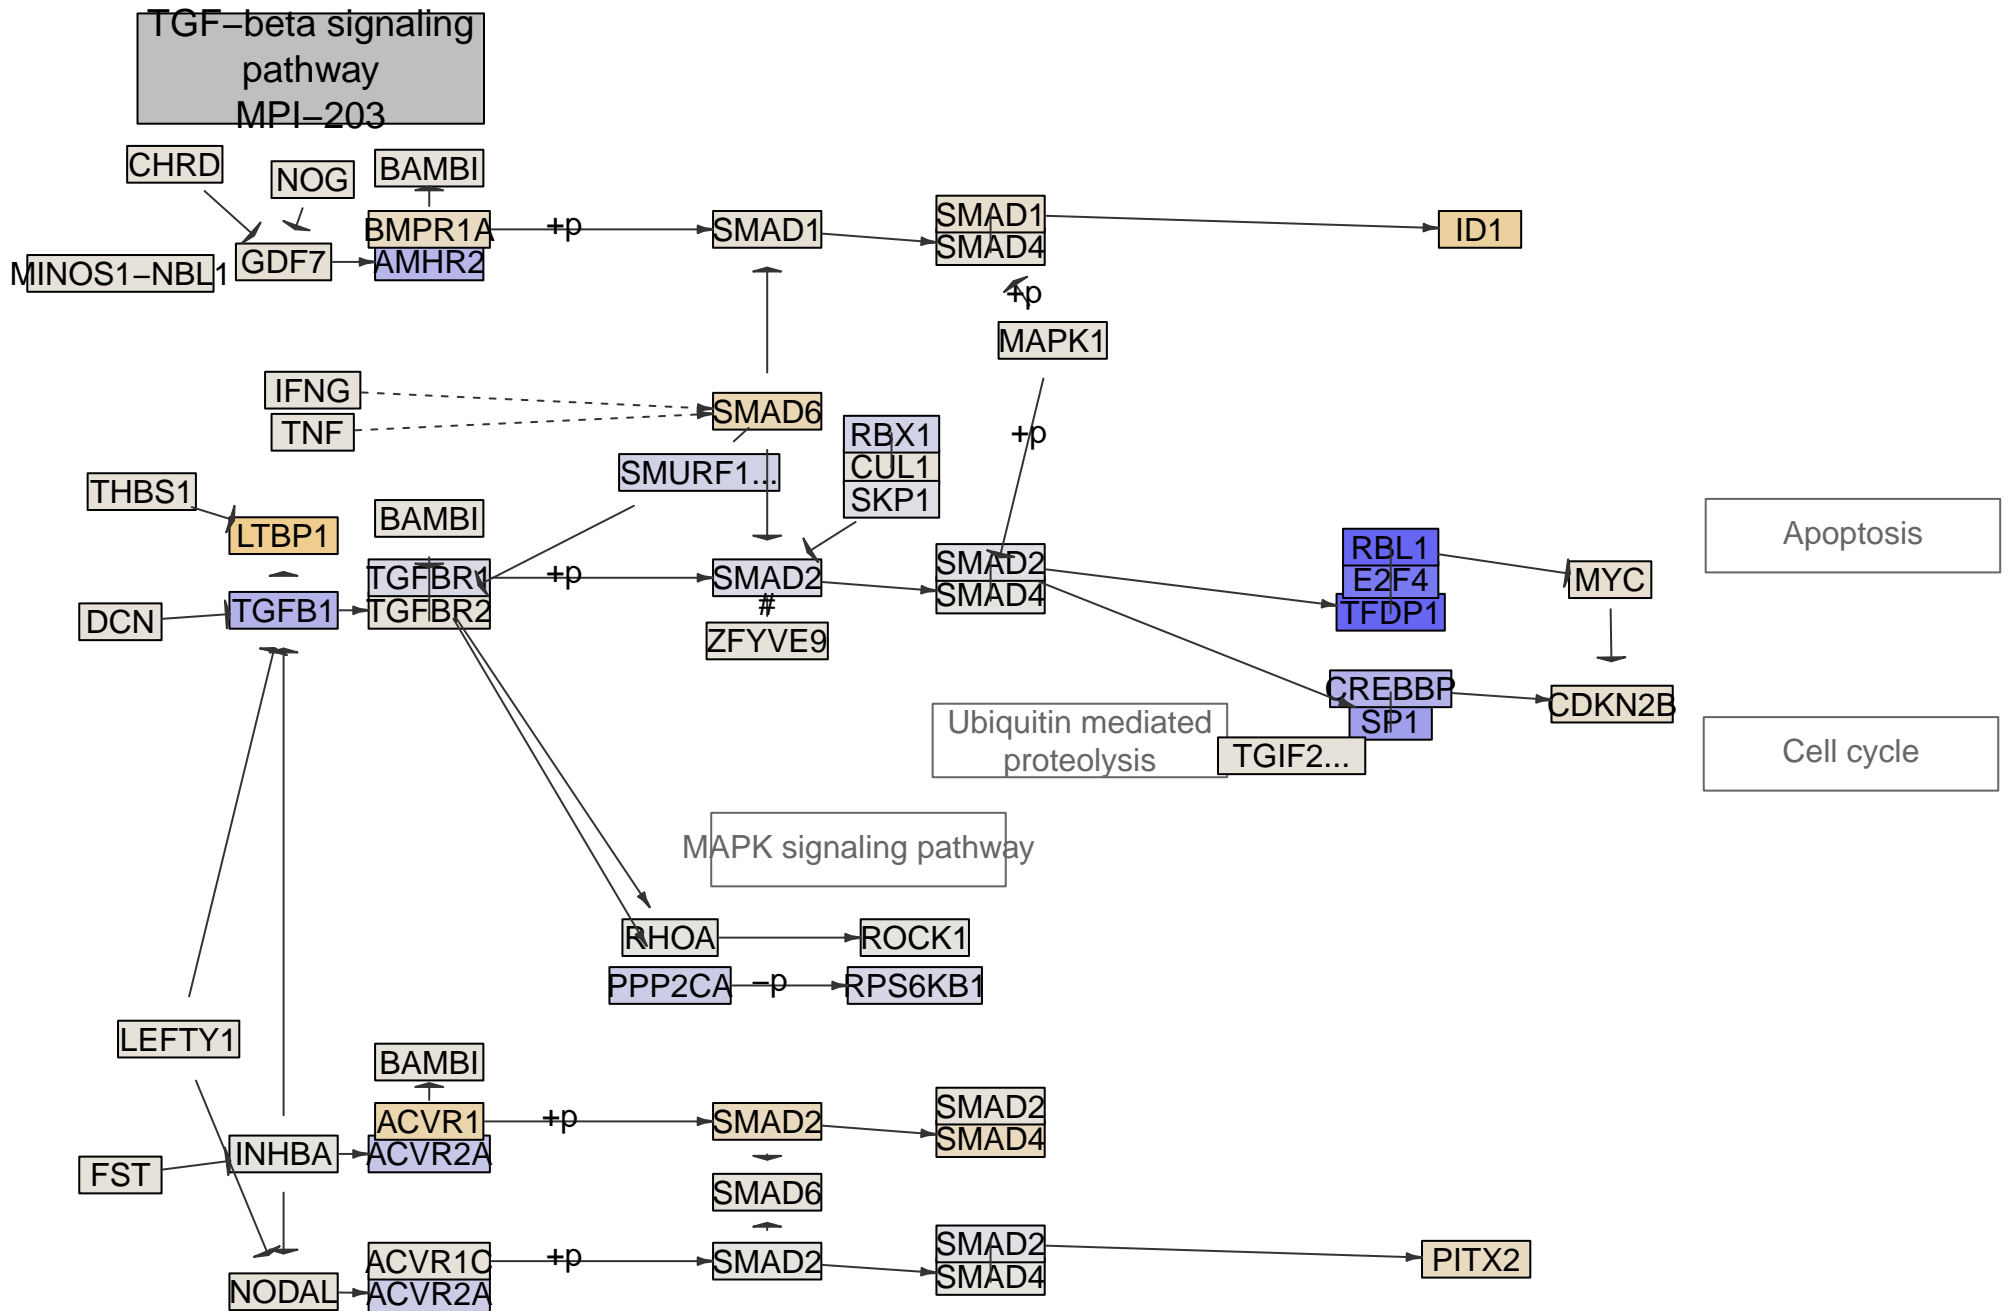 TGF−beta signaling
pathway
MPI−203
CHRD
NOG
BAMBI
BMPR1A
+p
SMAD1
SMAD1
SMAD4
ID1
MINOS1−NBL1
GDF7
AMHR2
+p
MAPK1
IFNG
TNF
SMAD6
+p
RBX1
CUL1
SKP1
SMURF1...
THBS1
LTBP1
BAMBI
TGFBR1
TGFBR2
+p
SMAD2
#
ZFYVE9
SMAD2
SMAD4
RBL1
E2F4
TFDP1
MYC
Apoptosis
DCN
TGFB1
CREBBP
SP1
CDKN2B
Ubiquitin mediated
proteolysis
TGIF2...
Cell cycle
MAPK signaling pathway
RHOA
ROCK1
PPP2CA
−p
RPS6KB1
LEFTY1
BAMBI
ACVR1
+p
SMAD2
SMAD2
SMAD4
INHBA
ACVR2A
FST
SMAD6
ACVR1C
+p
SMAD2
SMAD2
SMAD4
PITX2
NODAL
ACVR2A